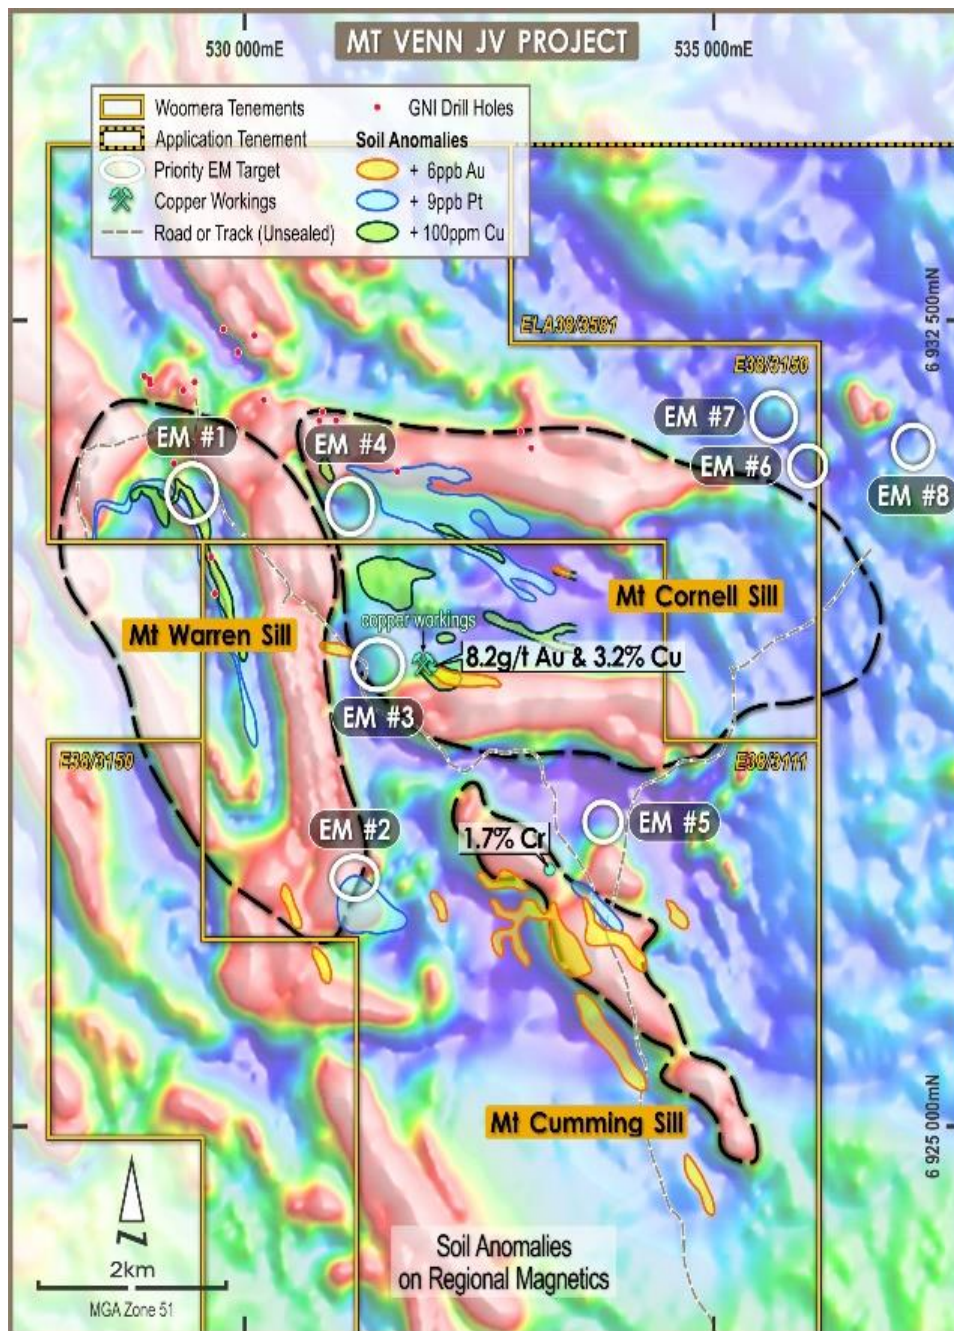 530 000mE
MT VENN JV PROJECT
535 000mE
Woomera Tenements
Application Tenement
Priority EM Target
Copper Workings
Road or Track (Unsealed)
GNI Drill Holes
Soil Anomalies
+ 6ppb Au
+ 9ppb Pt
+ 100ppm Cu
6 932 500mN
ELA38/3581
E38/3150
EM #7
EM #1
EM #4
EM #6
EM #8
Mt Cornell Sill
copper workings
Mt Warren Sill
8.2g/t Au & 3.2% Cu
EM #3
E38/3150
E38/3111
EM #2
EM #5
1.7% Cr
Mt Cumming Sill
6 925 000mN
N
2km
MGA Zone 51
Soil Anomalies
on Regional Magnetics